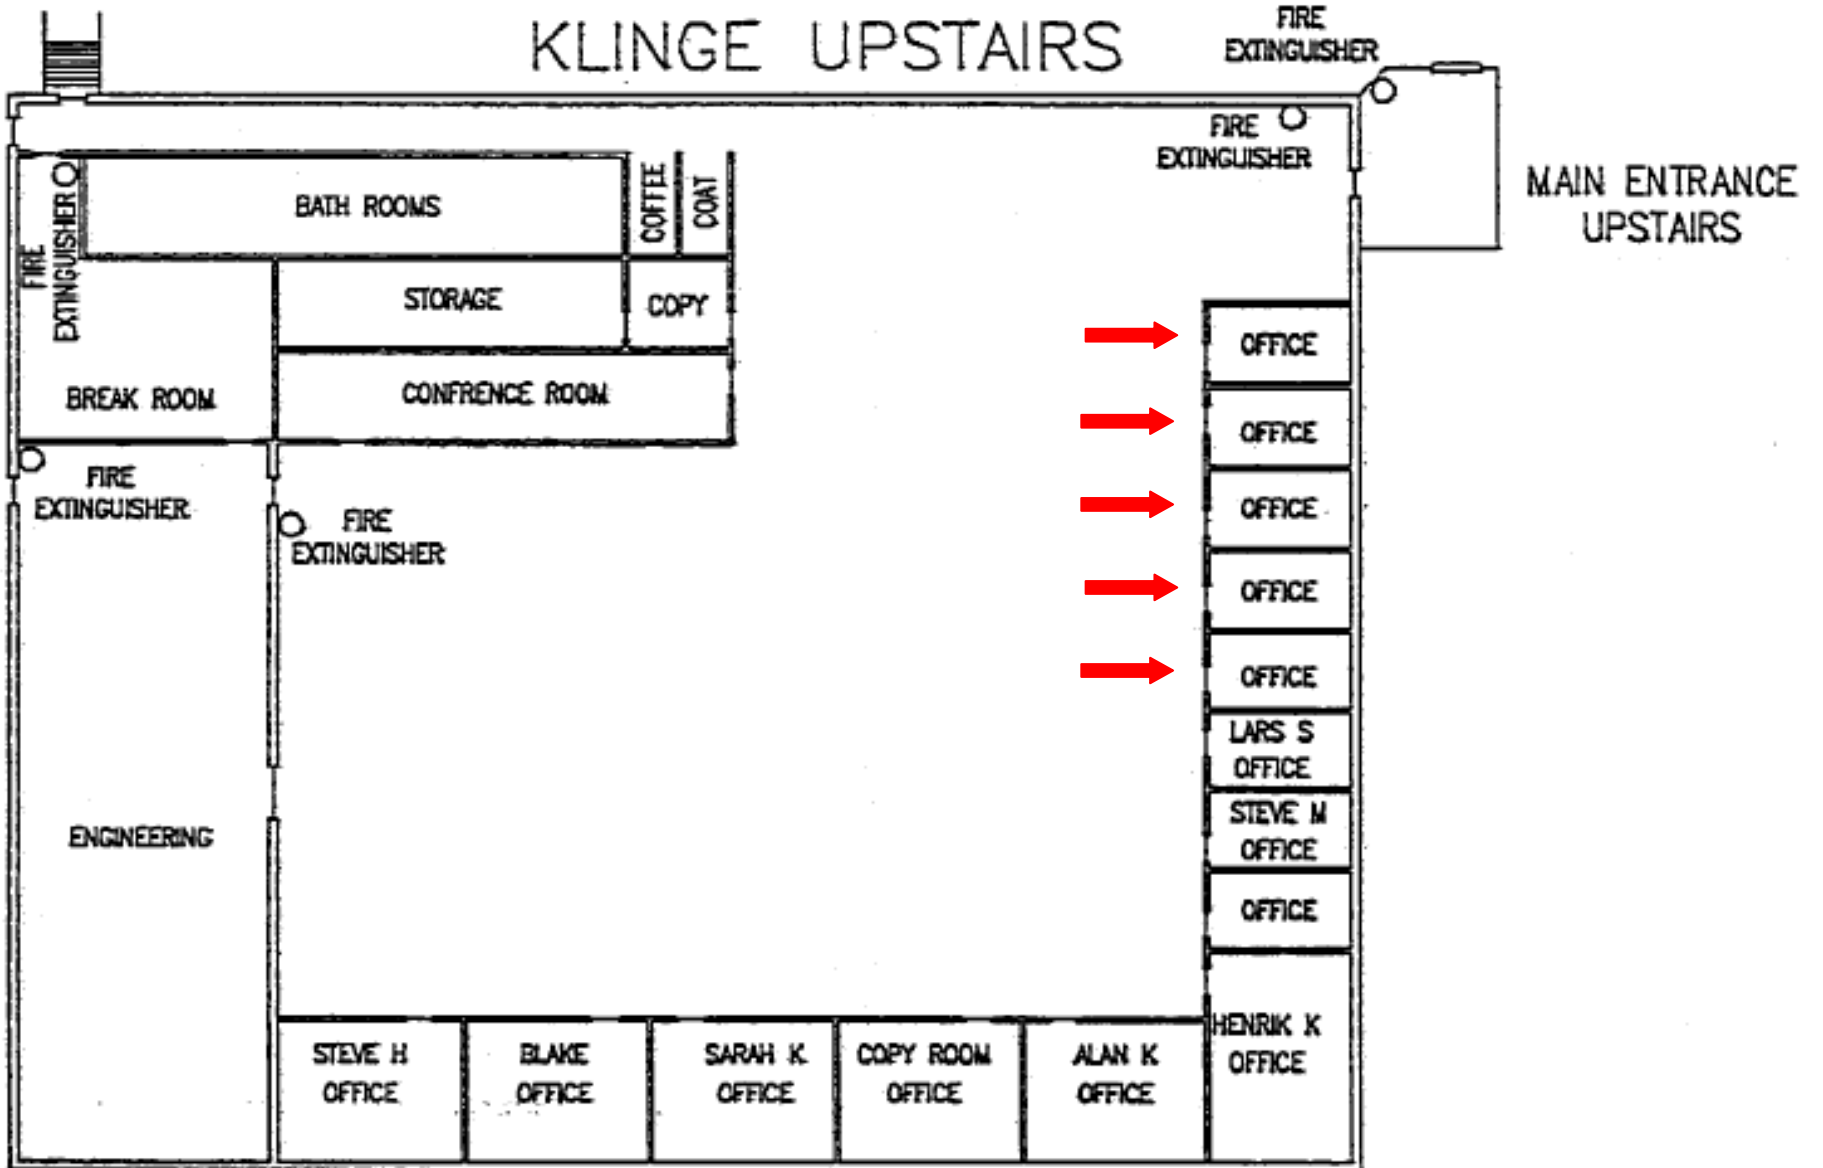 KLINGE UPSTAIRS
FIRE
EXTINGUISHER
FIRE
EXTINGUISHER
MAIN ENTRANCE
UPSTAIRS
FIRE
EXTINGUISHER
BATH ROOMS
COFFEE
COAT
STORAGE
COPY
BREAK ROOM
CONFRENCE ROOM
FIRE
EXTINGUISHER
FIRE
EXTINGUISHER
OFFICE
OFFICE
OFFICE
OFFICE
OFFICE
LARS S
OFFICE
STEVE M
OFFICE
OFFICE
HENRIK K
OFFICE
ENGINEERING
STEVE H
OFFICE
BLAKE
OFFICE
SARAH K
OFFICE
COPY ROOM
OFFICE
ALAN K
OFFICE